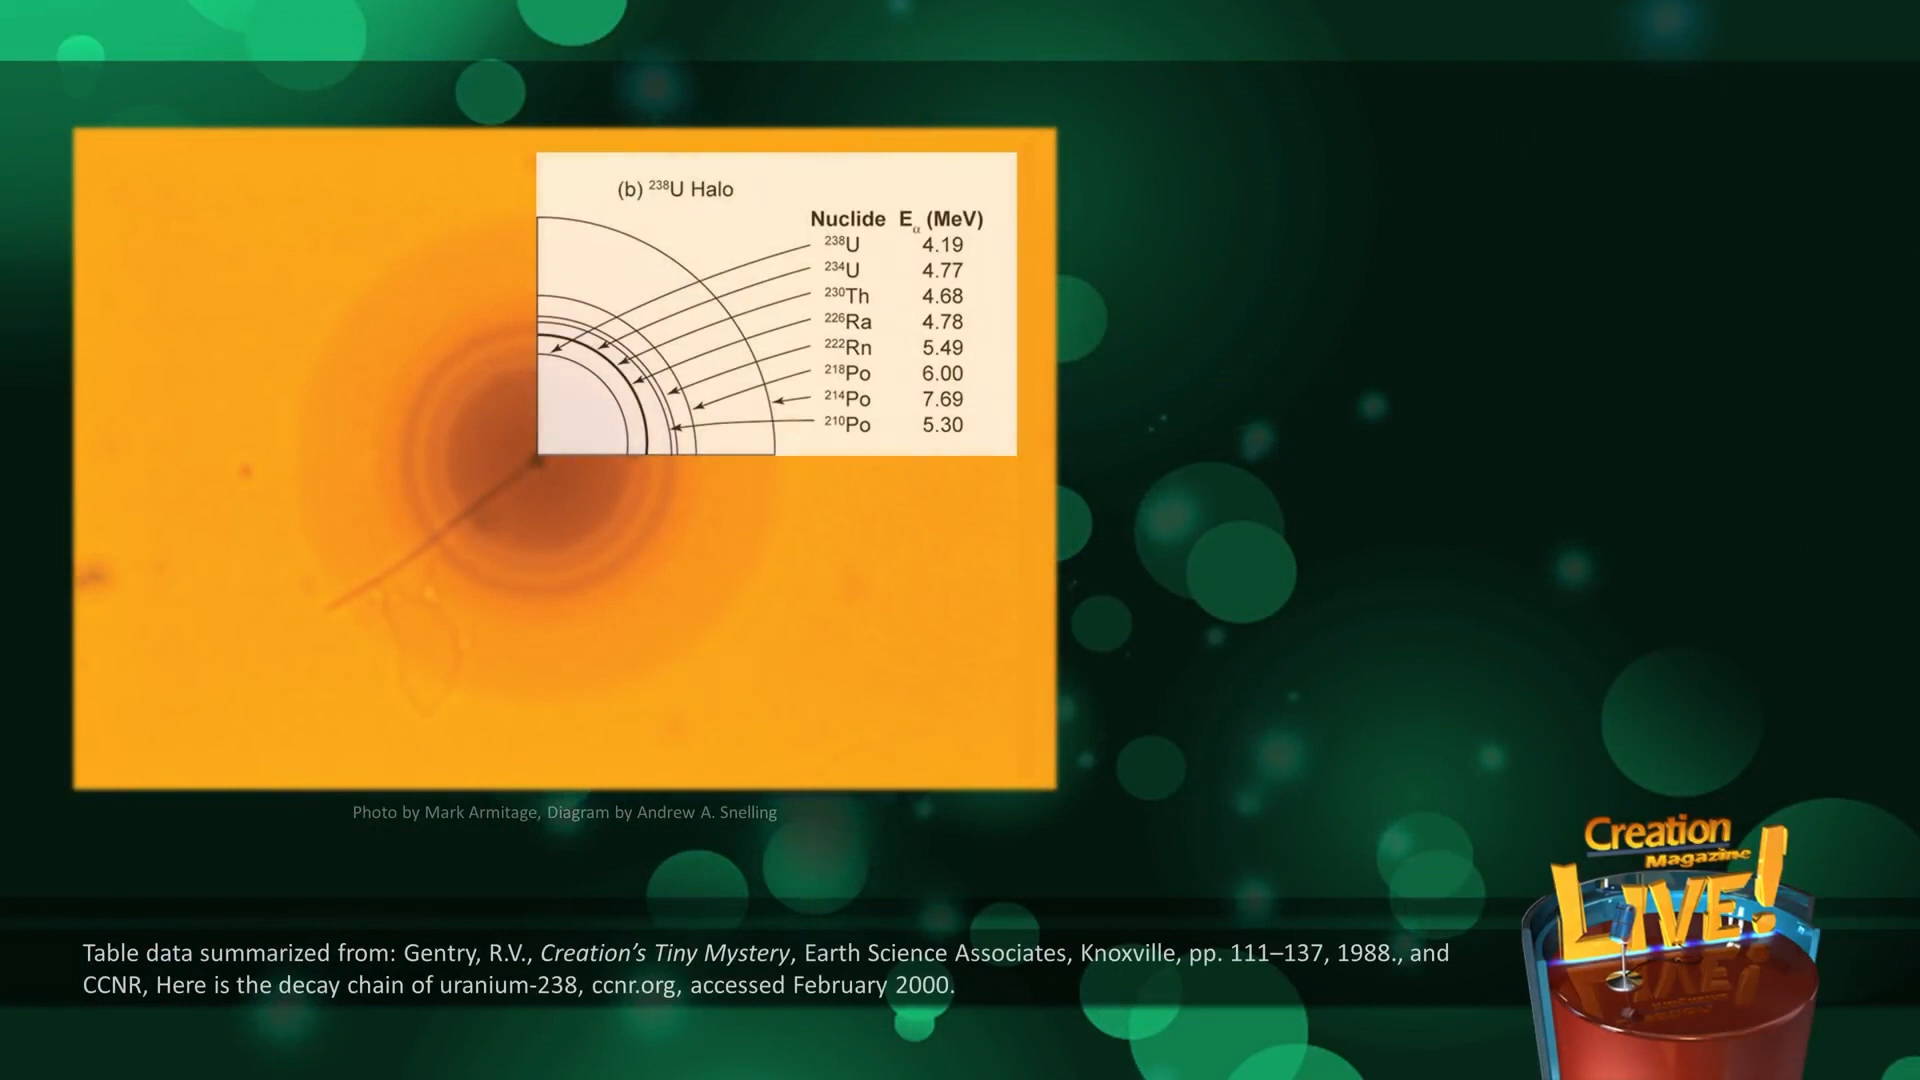 (b) ²³⁸U Halo
Nuclide Eα (MeV)
²³⁸U 4.19
²³⁴U 4.77
²³⁰Th 4.68
²²⁶Ra 4.78
²²²Rn 5.49
²¹⁸Po 6.00
²¹⁴Po 7.69
²¹⁰Po 5.30
Photo by Mark Armitage, Diagram by Andrew A. Snelling
Creation
Magazine
LIVE!
Table data summarized from: Gentry, R.V., Creation’s Tiny Mystery, Earth Science Associates, Knoxville, pp. 111–137, 1988., and
CCNR, Here is the decay chain of uranium-238, ccnr.org, accessed February 2000.